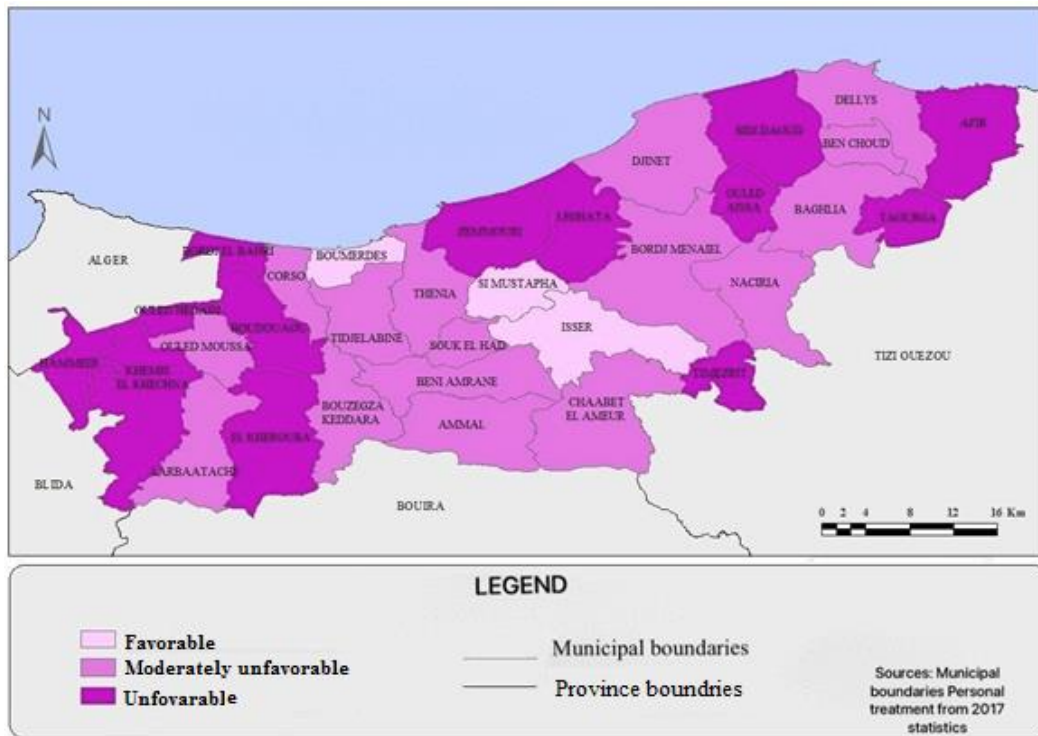 N
DELLYS
AFIR
SIDI DAOUD
BEN CHOUD
DJINET
OULED
AISSA
BAGHLIA
TAOURGA
LEGHATA
ZEMMOURI
BORDJ MENAIEL
BOUMERDES
ALGER
CORSO
SI MUSTAPHA
THENIA
NACIRIA
ISSER
BOUDOUAOU
TIDJELABINE
SOUK EL HAD
OULED MOUSSA
TIZI OUEZOU
HAMMEDI
KHEMIS
EL KHECHNA
TIMEZRIT
BENI AMRANE
CHAABET
EL AMEUR
BOUZEGZA
KEDDARA
AMMAL
LARBAATACHE
BLIDA
BOUIRA
0 2 4 8 12 16 Km
LEGEND
Favorable
Moderately unfavorable
Unfovarable
Municipal boundaries
Province boundries
Sources: Municipal
boundaries Personal
treatment from 2017
statistics